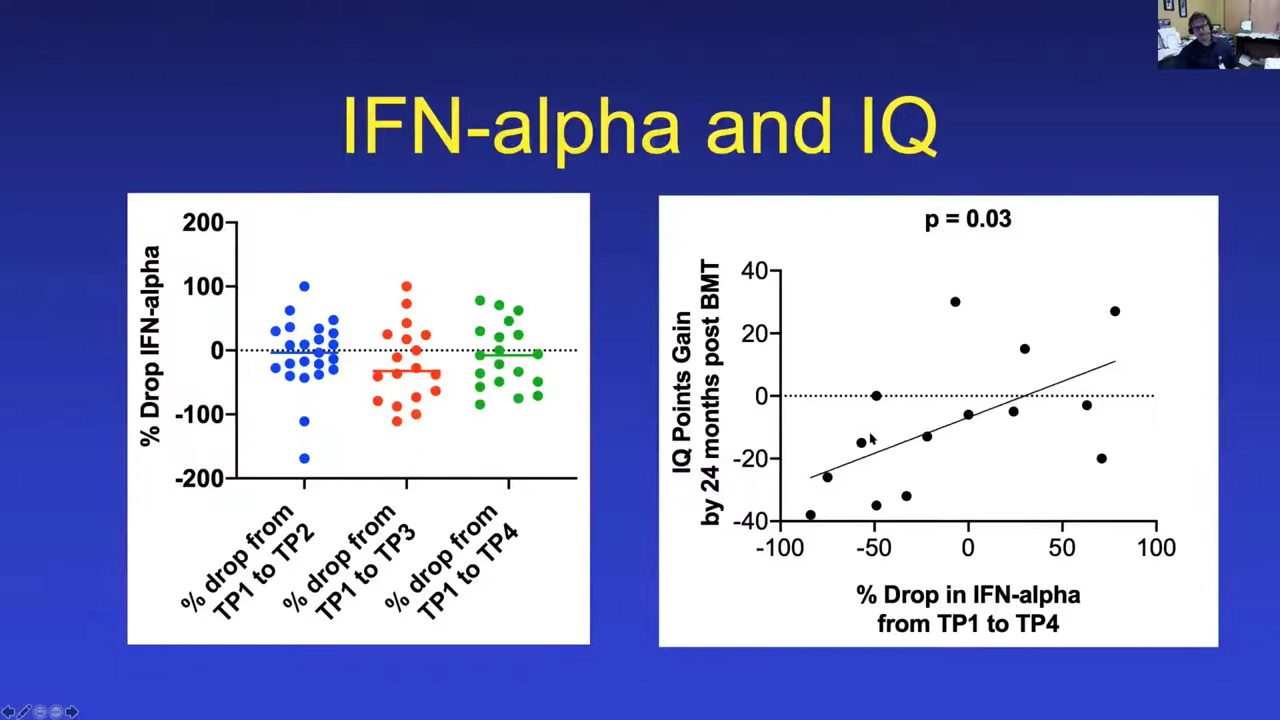 IFN-alpha and IQ
% Drop IFN-alpha
200
100
0
-100
-200
% drop from
TP1 to TP2
% drop from
TP1 to TP3
% drop from
TP1 to TP4
p = 0.03
IQ Points Gain
by 24 months post BMT
40
20
0
-20
-40
-100
-50
0
50
100
% Drop in IFN-alpha
from TP1 to TP4